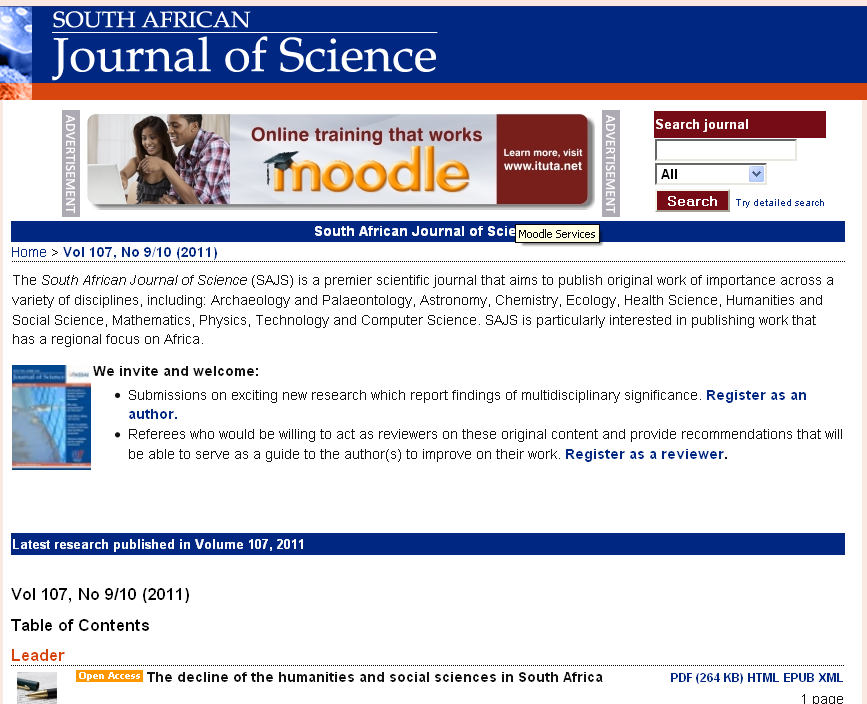 SOUTH AFRICAN
Journal of Science
ADVERTISEMENT
Online training that works
moodle
Learn more, visit
www.ituta.net
ADVERTISEMENT
Search journal
All
Search Try detailed search
South African Journal of Scie
Moodle Services
Home > Vol 107, No 9/10 (2011)
The South African Journal of Science (SAJS) is a premier scientific journal that aims to publish original work of importance across a
variety of disciplines, including: Archaeology and Palaeontology, Astronomy, Chemistry, Ecology, Health Science, Humanities and
Social Science, Mathematics, Physics, Technology and Computer Science. SAJS is particularly interested in publishing work that
has a regional focus on Africa.
We invite and welcome:
• Submissions on exciting new research which report findings of multidisciplinary significance. Register as an
author.
• Referees who would be willing to act as reviewers on these original content and provide recommendations that will
be able to serve as a guide to the author(s) to improve on their work. Register as a reviewer.
Latest research published in Volume 107, 2011
Vol 107, No 9/10 (2011)
Table of Contents
Leader
Open Access The decline of the humanities and social sciences in South Africa PDF (264 KB) HTML EPUB XML
1 page